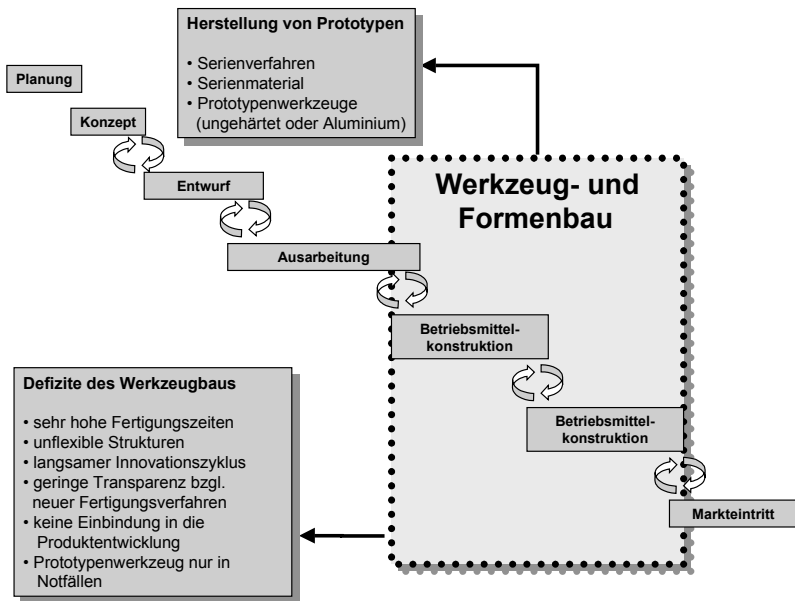 Herstellung von Prototypen
• Serienverfahren
• Serienmaterial
• Prototypenwerkzeuge
(ungehärtet oder Aluminium)
Planung
Konzept
Entwurf
Ausarbeitung
Werkzeug- und
Formenbau
Betriebsmittel-
konstruktion
Betriebsmittel-
konstruktion
Markteintritt
Defizite des Werkzeugbaus
• sehr hohe Fertigungszeiten
• unflexible Strukturen
• langsamer Innovationszyklus
• geringe Transparenz bzgl.
neuer Fertigungsverfahren
• keine Einbindung in die
Produktentwicklung
• Prototypenwerkzeug nur in
Notfällen